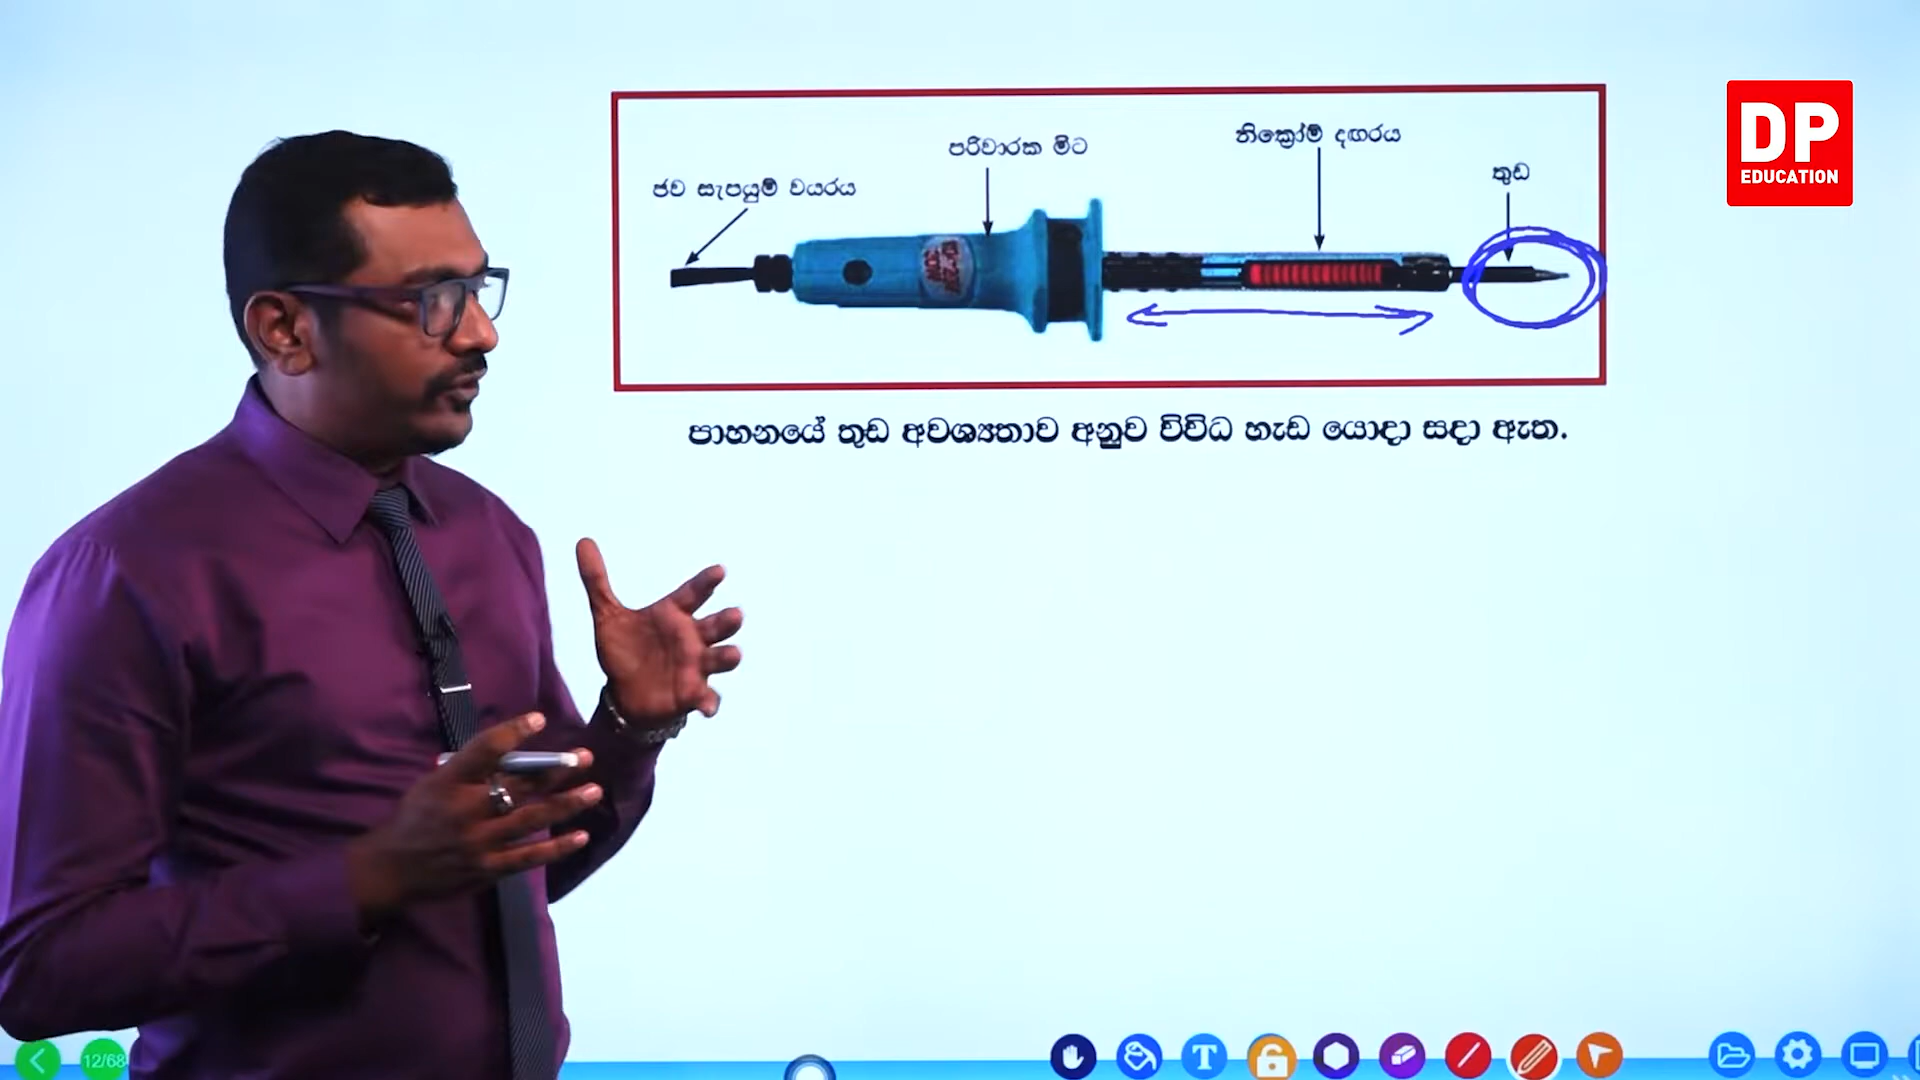 DP
EDUCATION
නික්‍රෝම් දඟරය
පරිවාරක මිට
තුඩ
ජව සැපයුම් වයරය
පාහනයේ තුඩ අවශ්‍යතාව අනුව විවිධ හැඩ යොදා සදා ඇත.
12/68
T